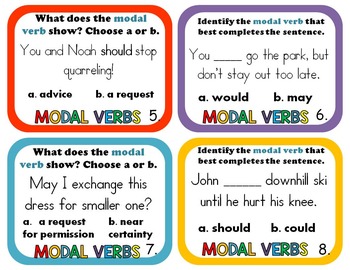 What does the modal
verb show? Choose a or b.
You and Noah should stop
quarreling!
a. advice b. a request
MODAL VERBS 5.
Identify the modal verb that
best completes the sentence.
You _____ go the park, but
don't stay out too late.
a. would b. may
MODAL VERBS 6.
What does the modal
verb show? Choose a or b.
May I exchange this
dress for smaller one?
a. a request b. near
for permission certainty
MODAL VERBS 7.
Identify the modal verb that
best completes the sentence.
John ______ downhill ski
until he hurt his knee.
a. should b. could
MODAL VERBS 8.